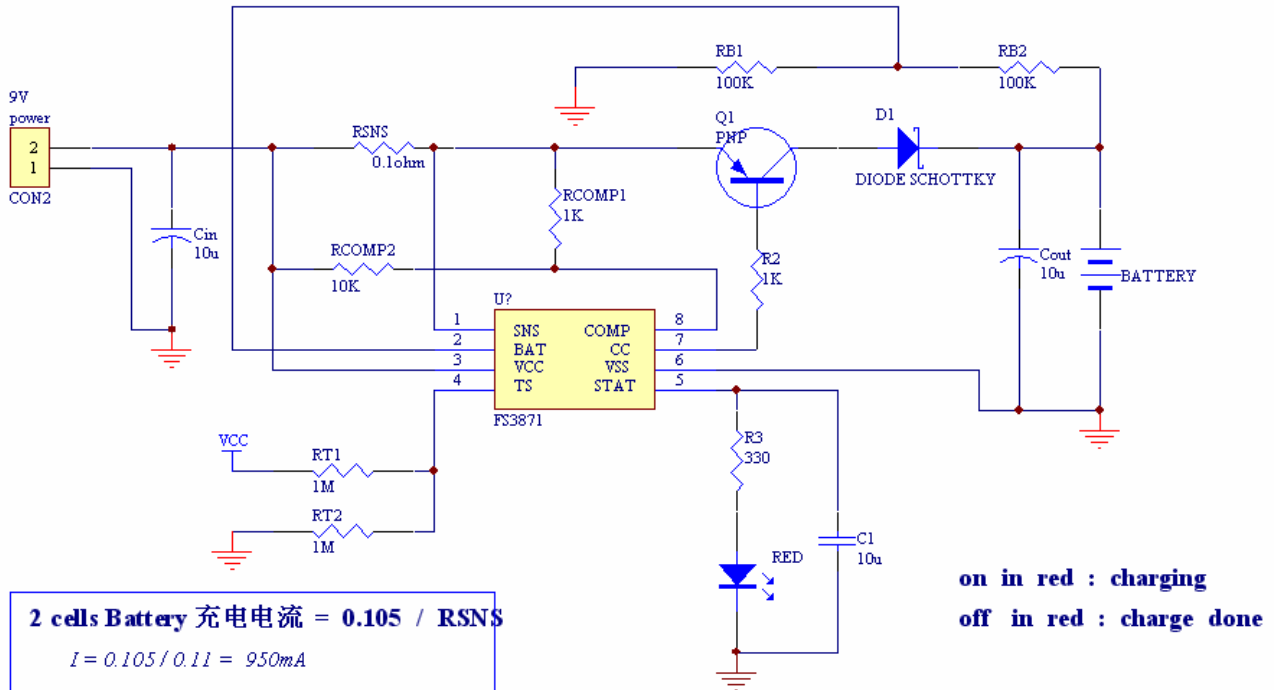 RB1
100K
RB2
100K
9V
power
2
1
CON2
RSNS
0.1ohm
Q1
PNP
D1
DIODE SCHOTTKY
Cin
10u
RCOMP1
1K
RCOMP2
10K
R2
1K
Cout
10u
BATTERY
U?
1 SNS COMP 8
2 BAT CC 7
3 VCC VSS 6
4 TS STAT 5
FS3871
VCC
RT1
1M
RT2
1M
R3
330
RED
C1
10u
2 cells Battery 充电电流 = 0.105 / RSNS
I = 0.105 / 0.11 = 950mA
on in red : charging
off in red : charge done